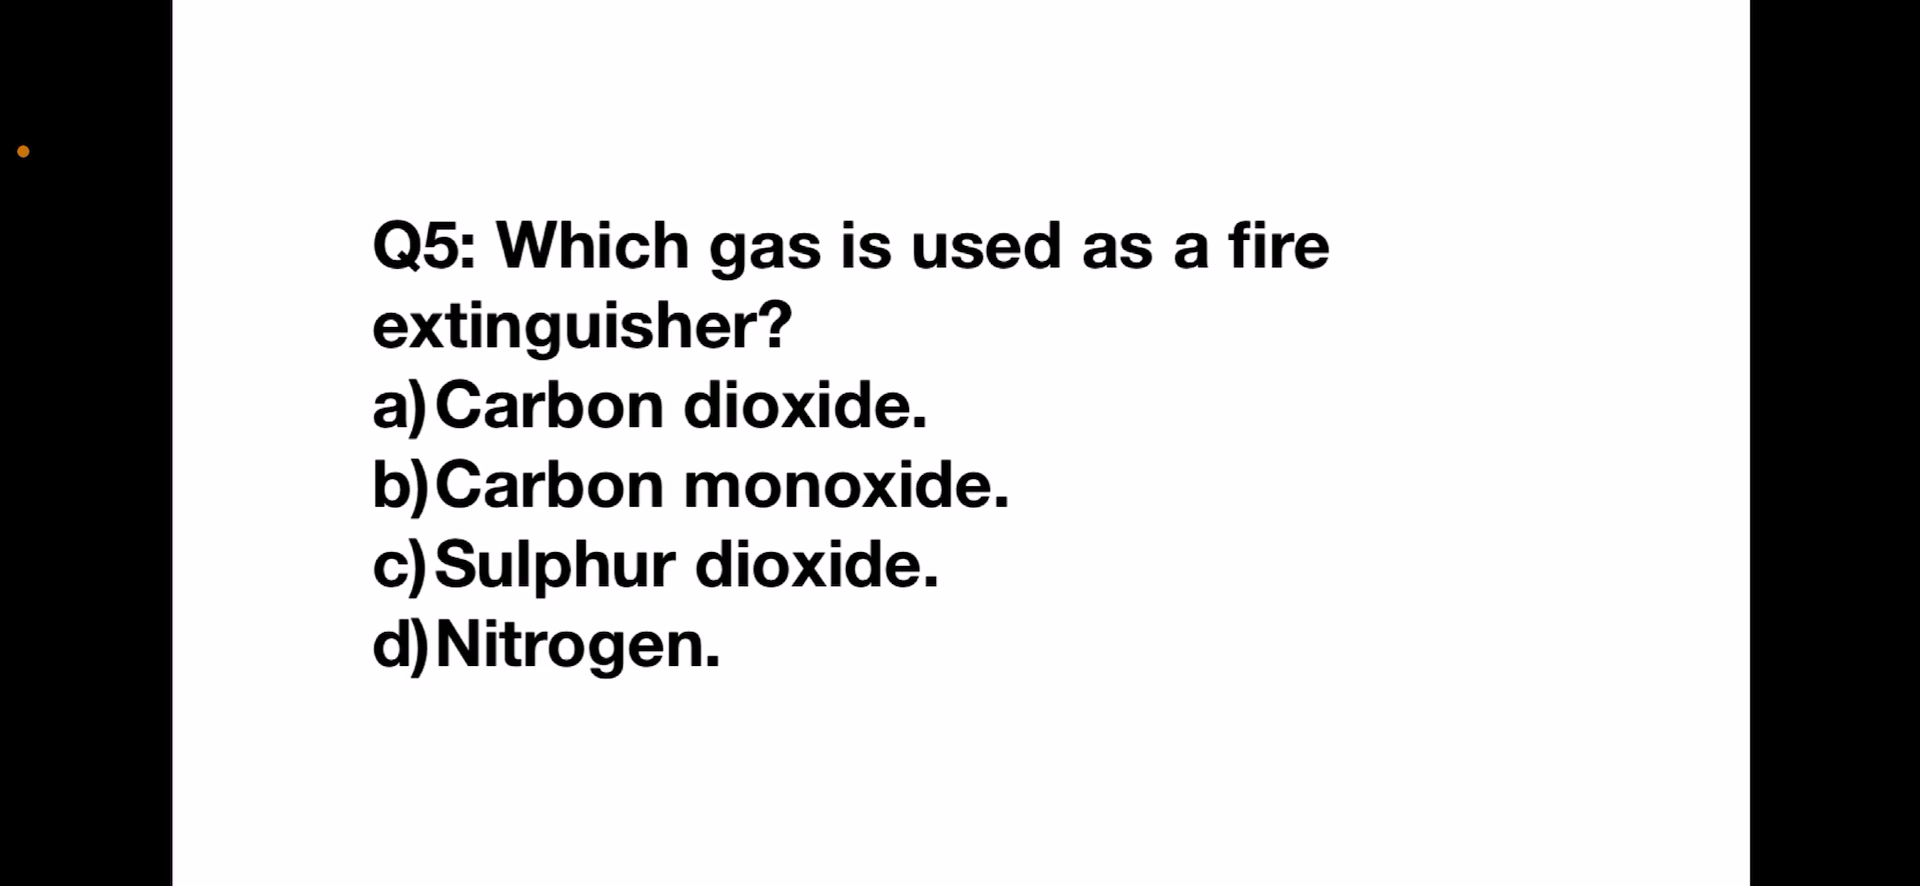 Q5: Which gas is used as a fire
extinguisher?
a)Carbon dioxide.
b)Carbon monoxide.
c)Sulphur dioxide.
d)Nitrogen.